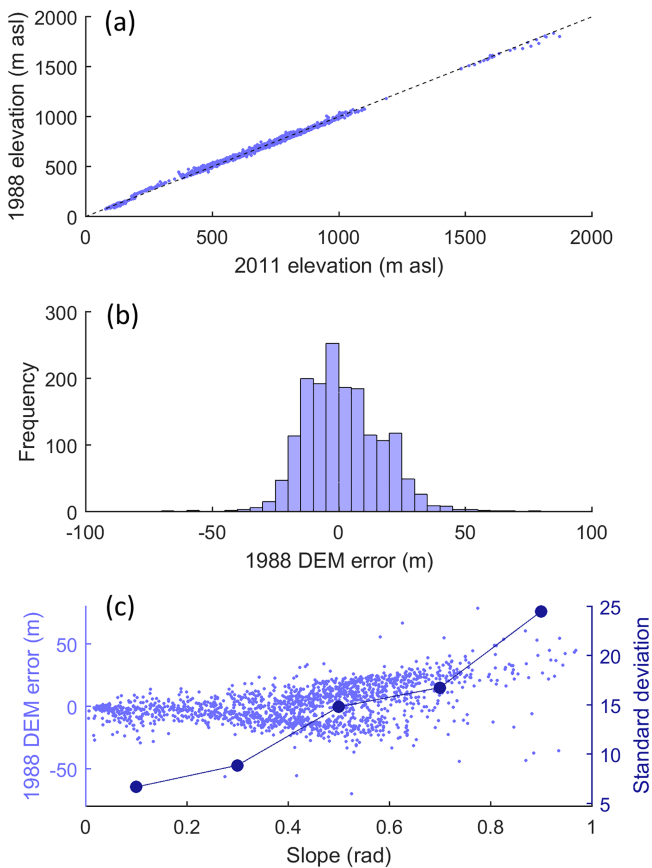 (a)
2000
1500
1000
500
0
1988 elevation (m asl)
0 500 1000 1500 2000
2011 elevation (m asl)
(b)
300
200
100
0
Frequency
-100 -50 0 50 100
1988 DEM error (m)
(c)
50
0
-50
1988 DEM error (m)
25
20
15
10
5
Standard deviation
0 0.2 0.4 0.6 0.8 1
Slope (rad)